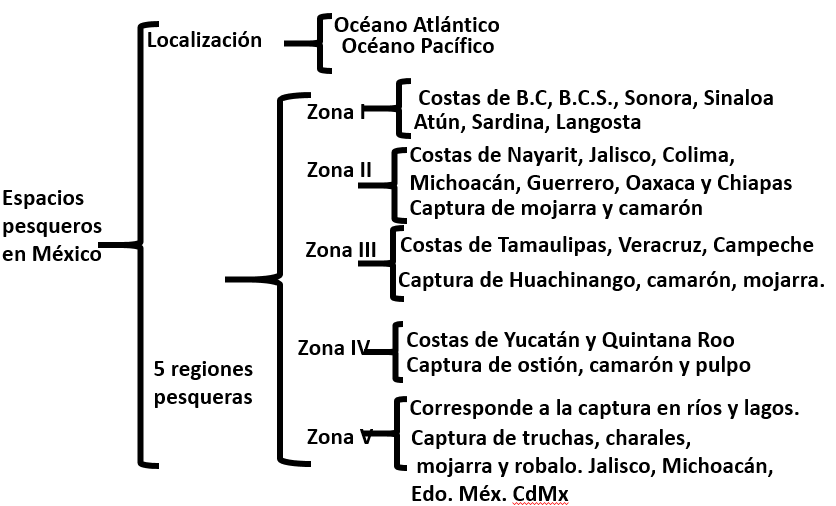 Espacios
pesqueros
en México
Localización
Océano Atlántico
Océano Pacífico
5 regiones
pesqueras
Zona I
Costas de B.C, B.C.S., Sonora, Sinaloa
Atún, Sardina, Langosta
Zona II
Costas de Nayarit, Jalisco, Colima,
Michoacán, Guerrero, Oaxaca y Chiapas
Captura de mojarra y camarón
Zona III
Costas de Tamaulipas, Veracruz, Campeche
Captura de Huachinango, camarón, mojarra.
Zona IV
Costas de Yucatán y Quintana Roo
Captura de ostión, camarón y pulpo
Zona V
Corresponde a la captura en ríos y lagos.
Captura de truchas, charales,
mojarra y robalo. Jalisco, Michoacán,
Edo. Méx. CdMx